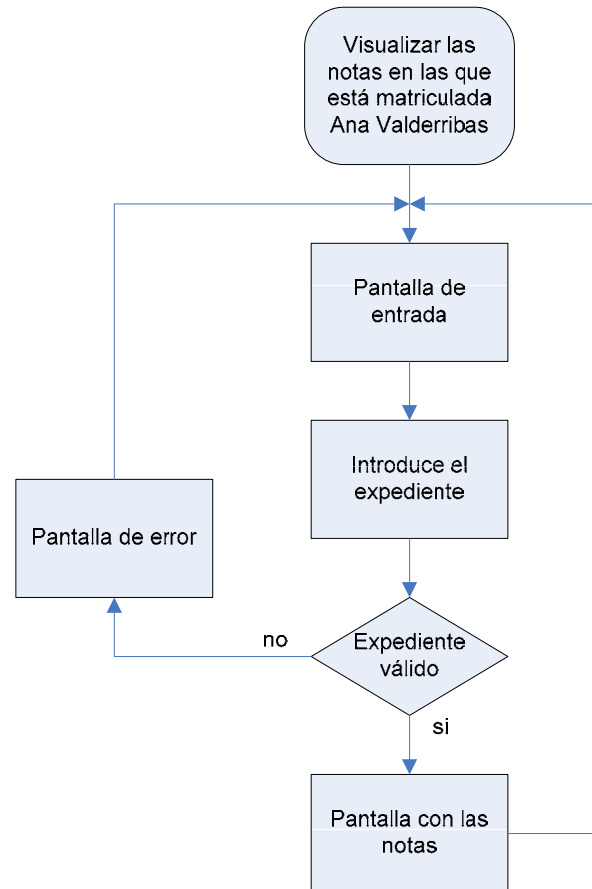 Visualizar las
notas en las que
está matriculada
Ana Valderribas
Pantalla de
entrada
Introduce el
expediente
Pantalla de error
no
Expediente
válido
si
Pantalla con las
notas